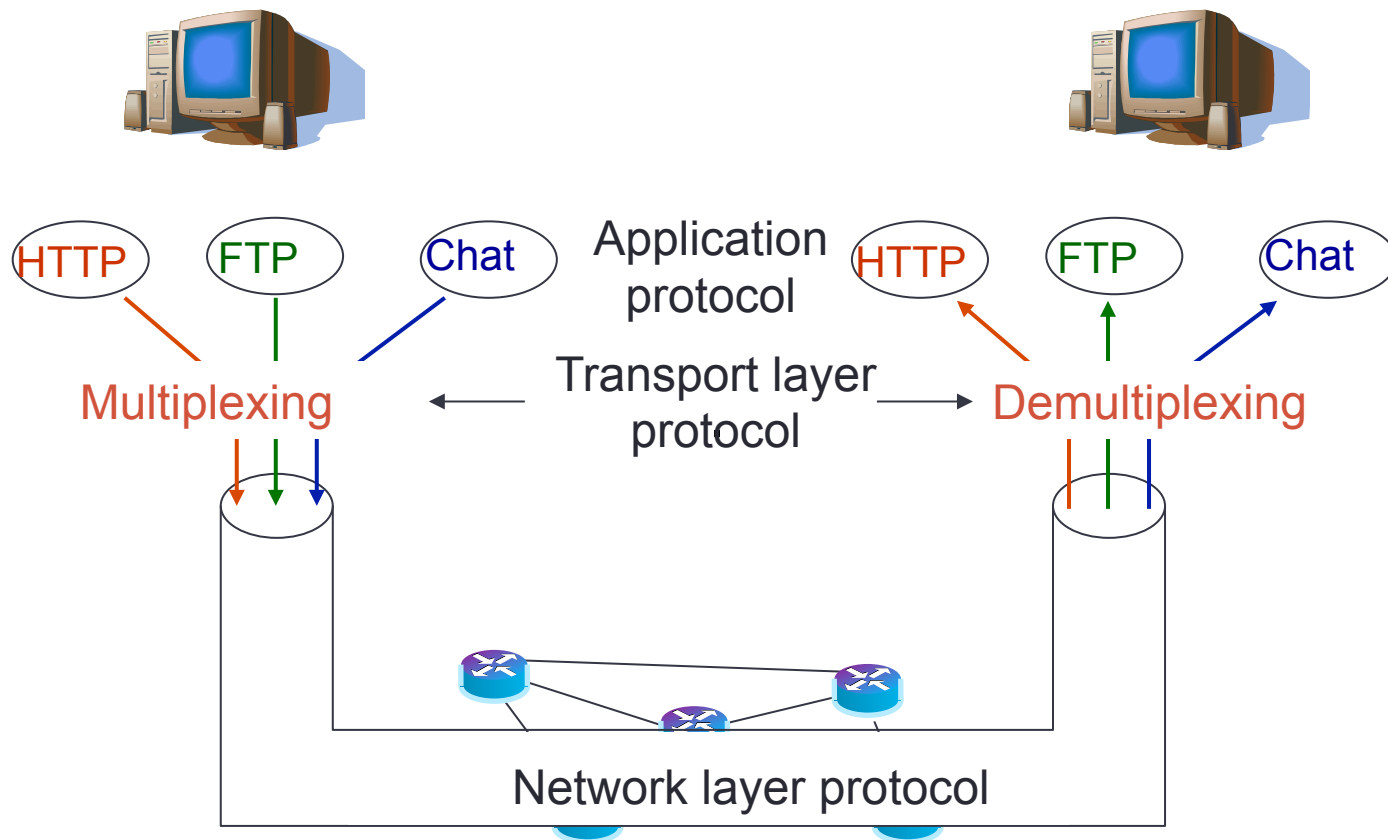 HTTP
FTP
Chat
Application
protocol
HTTP
FTP
Chat
Multiplexing
Transport layer
protocol
Demultiplexing
Network layer protocol